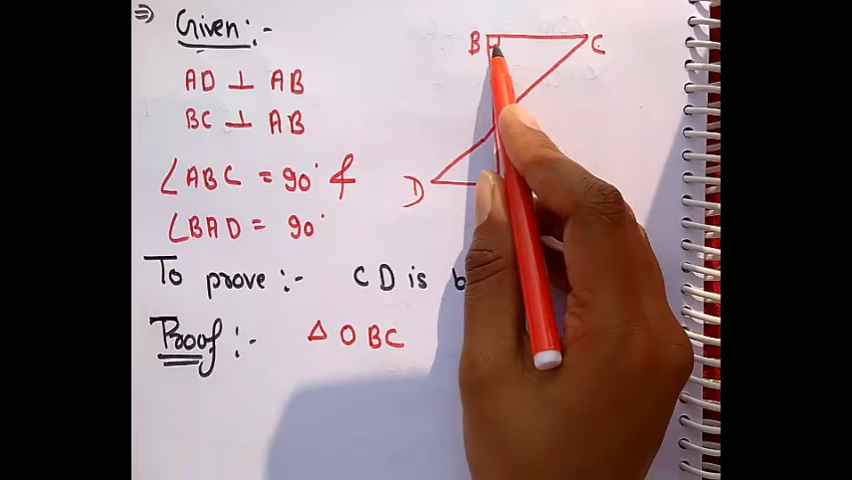 ⇒ Given :-
AD ⊥ AB
BC ⊥ AB
∠ABC = 90° &
∠BAD = 90°
To prove :- CD is b
Proof :- △ OBC
B
C
D